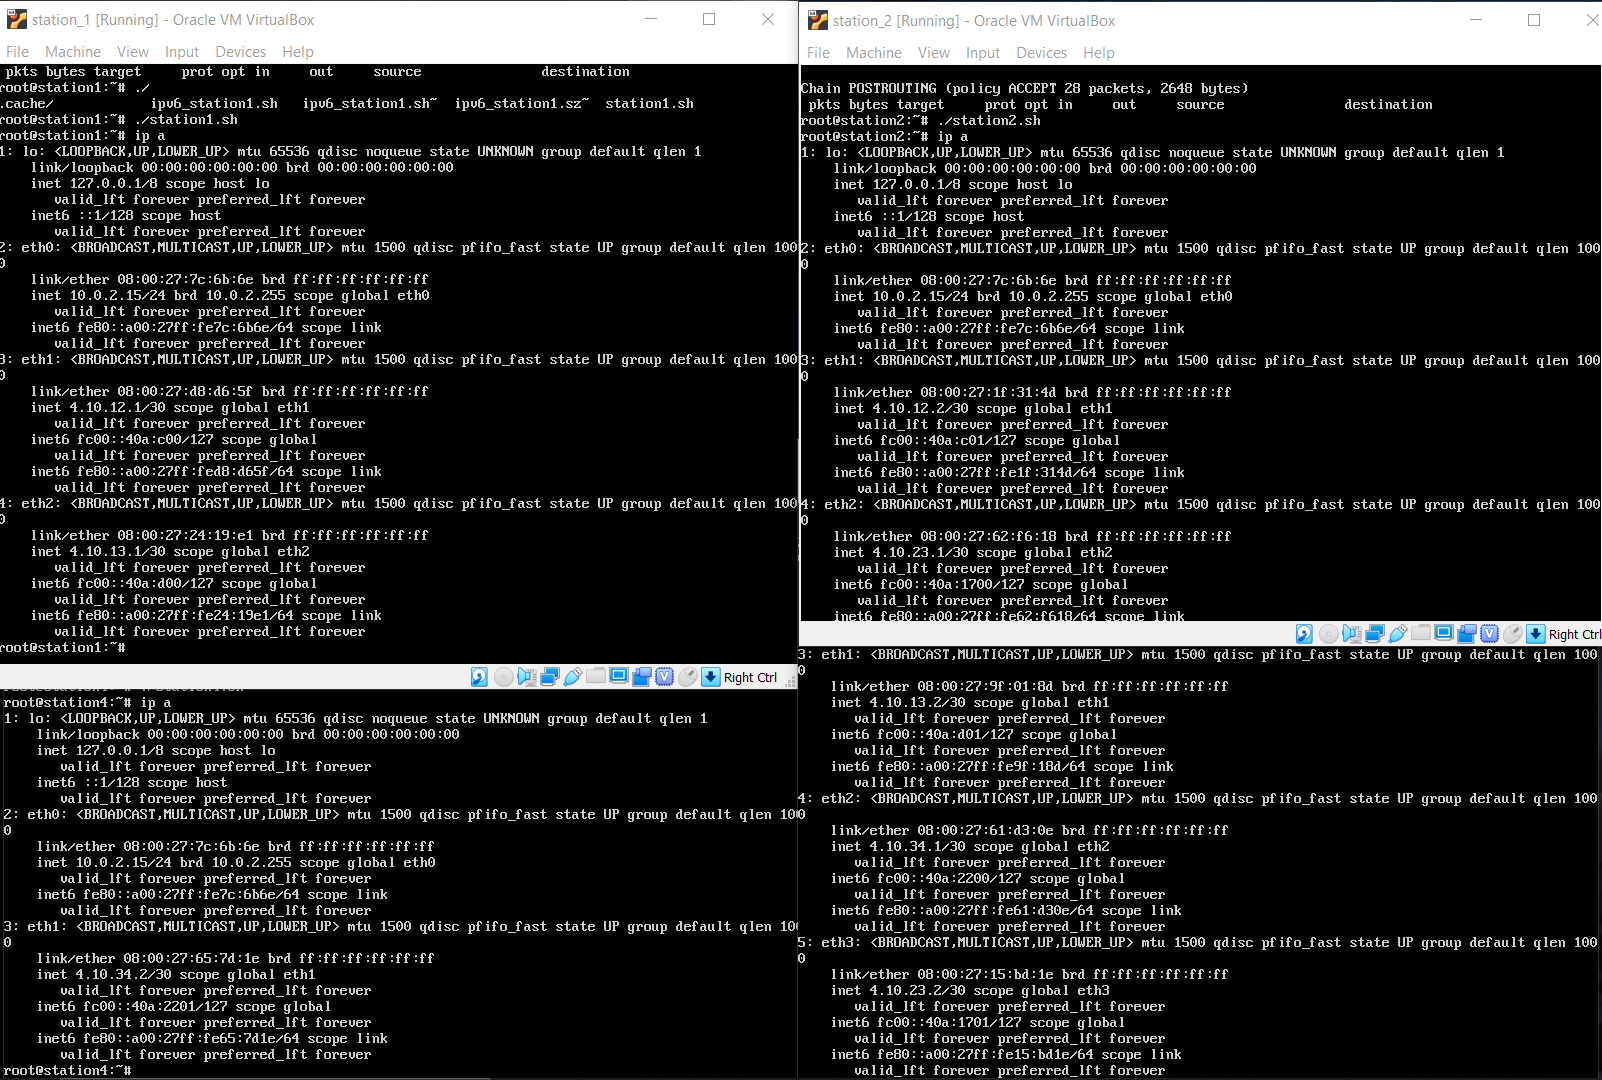 station_1 [Running] - Oracle VM VirtualBox
File Machine View Input Devices Help
pkts bytes target prot opt in out source destination
root@station1:~# ./
.cache/ ipv6_station1.sh ipv6_station1.sh~ ipv6_station1.sz~ station1.sh
root@station1:~# ./station1.sh
root@station1:~# ip a
1: lo: <LOOPBACK,UP,LOWER_UP> mtu 65536 qdisc noqueue state UNKNOWN group default qlen 1
link/loopback 00:00:00:00:00:00 brd 00:00:00:00:00:00
inet 127.0.0.1/8 scope host lo
valid_lft forever preferred_lft forever
inet6 ::1/128 scope host
valid_lft forever preferred_lft forever
2: eth0: <BROADCAST,MULTICAST,UP,LOWER_UP> mtu 1500 qdisc pfifo_fast state UP group default qlen 100
0
link/ether 08:00:27:7c:6b:6e brd ff:ff:ff:ff:ff:ff
inet 10.0.2.15/24 brd 10.0.2.255 scope global eth0
valid_lft forever preferred_lft forever
inet6 fe80::a00:27ff:fe7c:6b6e/64 scope link
valid_lft forever preferred_lft forever
3: eth1: <BROADCAST,MULTICAST,UP,LOWER_UP> mtu 1500 qdisc pfifo_fast state UP group default qlen 100
0
link/ether 08:00:27:d8:d6:5f brd ff:ff:ff:ff:ff:ff
inet 4.10.12.1/30 scope global eth1
valid_lft forever preferred_lft forever
inet6 fc00::40a:c00/127 scope global
valid_lft forever preferred_lft forever
inet6 fe80::a00:27ff:fed8:d65f/64 scope link
valid_lft forever preferred_lft forever
4: eth2: <BROADCAST,MULTICAST,UP,LOWER_UP> mtu 1500 qdisc pfifo_fast state UP group default qlen 100
0
link/ether 08:00:27:24:19:e1 brd ff:ff:ff:ff:ff:ff
inet 4.10.13.1/30 scope global eth2
valid_lft forever preferred_lft forever
inet6 fc00::40a:d00/127 scope global
valid_lft forever preferred_lft forever
inet6 fe80::a00:27ff:fe24:19e1/64 scope link
valid_lft forever preferred_lft forever
root@station1:~#
Right Ctrl
station_2 [Running] - Oracle VM VirtualBox
File Machine View Input Devices Help
Chain POSTROUTING (policy ACCEPT 28 packets, 2648 bytes)
pkts bytes target prot opt in out source destination
root@station2:~# ./station2.sh
root@station2:~# ip a
1: lo: <LOOPBACK,UP,LOWER_UP> mtu 65536 qdisc noqueue state UNKNOWN group default qlen 1
link/loopback 00:00:00:00:00:00 brd 00:00:00:00:00:00
inet 127.0.0.1/8 scope host lo
valid_lft forever preferred_lft forever
inet6 ::1/128 scope host
valid_lft forever preferred_lft forever
2: eth0: <BROADCAST,MULTICAST,UP,LOWER_UP> mtu 1500 qdisc pfifo_fast state UP group default qlen 100
0
link/ether 08:00:27:7c:6b:6e brd ff:ff:ff:ff:ff:ff
inet 10.0.2.15/24 brd 10.0.2.255 scope global eth0
valid_lft forever preferred_lft forever
inet6 fe80::a00:27ff:fe7c:6b6e/64 scope link
valid_lft forever preferred_lft forever
3: eth1: <BROADCAST,MULTICAST,UP,LOWER_UP> mtu 1500 qdisc pfifo_fast state UP group default qlen 100
0
link/ether 08:00:27:1f:31:4d brd ff:ff:ff:ff:ff:ff
inet 4.10.12.2/30 scope global eth1
valid_lft forever preferred_lft forever
inet6 fc00::40a:c01/127 scope global
valid_lft forever preferred_lft forever
inet6 fe80::a00:27ff:fe1f:314d/64 scope link
valid_lft forever preferred_lft forever
4: eth2: <BROADCAST,MULTICAST,UP,LOWER_UP> mtu 1500 qdisc pfifo_fast state UP group default qlen 100
0
link/ether 08:00:27:62:f6:18 brd ff:ff:ff:ff:ff:ff
inet 4.10.23.1/30 scope global eth2
valid_lft forever preferred_lft forever
inet6 fc00::40a:1700/127 scope global
valid_lft forever preferred_lft forever
inet6 fe80::a00:27ff:fe62:f618/64 scope link
Right Ctrl
root@station4:~# ip a
1: lo: <LOOPBACK,UP,LOWER_UP> mtu 65536 qdisc noqueue state UNKNOWN group default qlen 1
link/loopback 00:00:00:00:00:00 brd 00:00:00:00:00:00
inet 127.0.0.1/8 scope host lo
valid_lft forever preferred_lft forever
inet6 ::1/128 scope host
valid_lft forever preferred_lft forever
2: eth0: <BROADCAST,MULTICAST,UP,LOWER_UP> mtu 1500 qdisc pfifo_fast state UP group default qlen 100
0
link/ether 08:00:27:7c:6b:6e brd ff:ff:ff:ff:ff:ff
inet 10.0.2.15/24 brd 10.0.2.255 scope global eth0
valid_lft forever preferred_lft forever
inet6 fe80::a00:27ff:fe7c:6b6e/64 scope link
valid_lft forever preferred_lft forever
3: eth1: <BROADCAST,MULTICAST,UP,LOWER_UP> mtu 1500 qdisc pfifo_fast state UP group default qlen 100
0
link/ether 08:00:27:65:7d:1e brd ff:ff:ff:ff:ff:ff
inet 4.10.34.2/30 scope global eth1
valid_lft forever preferred_lft forever
inet6 fc00::40a:2201/127 scope global
valid_lft forever preferred_lft forever
inet6 fe80::a00:27ff:fe65:7d1e/64 scope link
valid_lft forever preferred_lft forever
root@station4:~#
3: eth1: <BROADCAST,MULTICAST,UP,LOWER_UP> mtu 1500 qdisc pfifo_fast state UP group default qlen 100
0
link/ether 08:00:27:9f:01:8d brd ff:ff:ff:ff:ff:ff
inet 4.10.13.2/30 scope global eth1
valid_lft forever preferred_lft forever
inet6 fc00::40a:d01/127 scope global
valid_lft forever preferred_lft forever
inet6 fe80::a00:27ff:fe9f:18d/64 scope link
valid_lft forever preferred_lft forever
4: eth2: <BROADCAST,MULTICAST,UP,LOWER_UP> mtu 1500 qdisc pfifo_fast state UP group default qlen 100
0
link/ether 08:00:27:61:d3:0e brd ff:ff:ff:ff:ff:ff
inet 4.10.34.1/30 scope global eth2
valid_lft forever preferred_lft forever
inet6 fc00::40a:2200/127 scope global
valid_lft forever preferred_lft forever
inet6 fe80::a00:27ff:fe61:d30e/64 scope link
valid_lft forever preferred_lft forever
5: eth3: <BROADCAST,MULTICAST,UP,LOWER_UP> mtu 1500 qdisc pfifo_fast state UP group default qlen 100
0
link/ether 08:00:27:15:bd:1e brd ff:ff:ff:ff:ff:ff
inet 4.10.23.2/30 scope global eth3
valid_lft forever preferred_lft forever
inet6 fc00::40a:1701/127 scope global
valid_lft forever preferred_lft forever
inet6 fe80::a00:27ff:fe15:bd1e/64 scope link
valid_lft forever preferred_lft forever